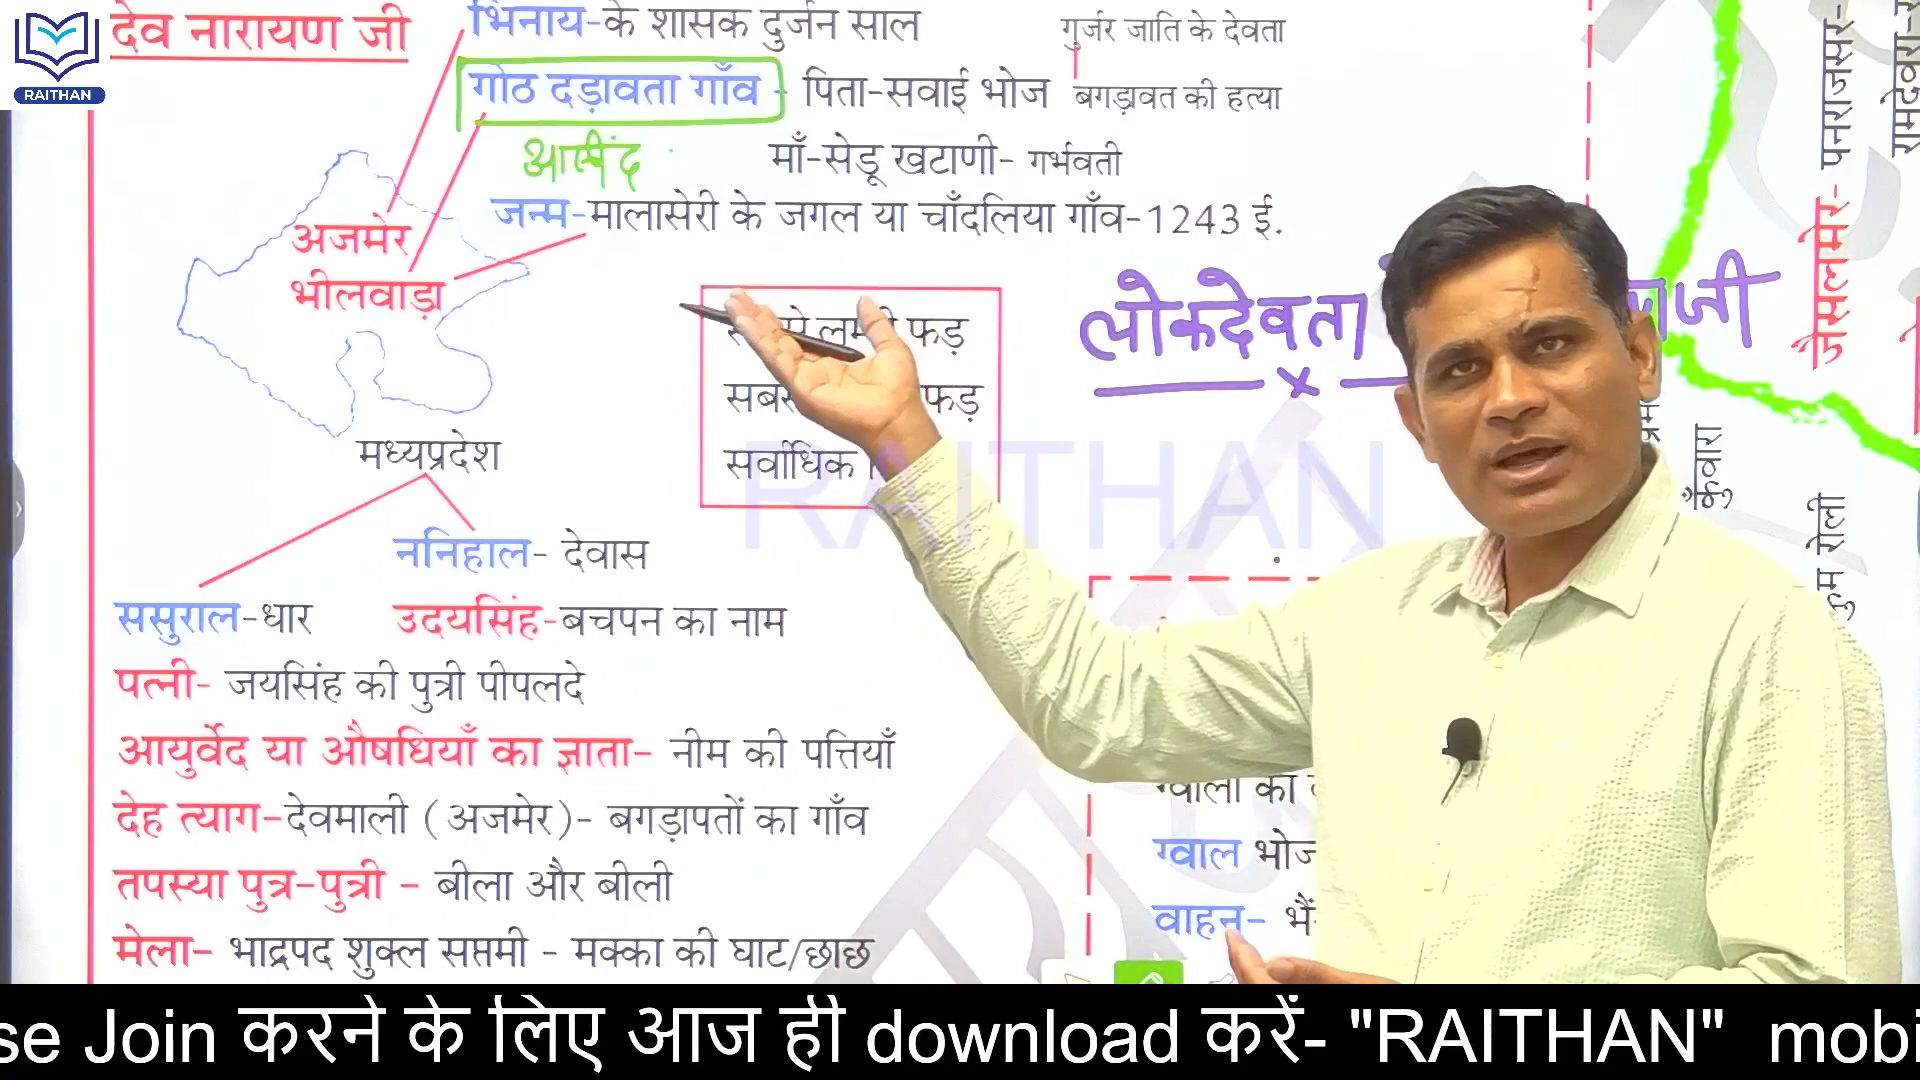 RAITHAN
देव नारायण जी
भिनाय-के शासक दुर्जन साल
गुर्जर जाति के देवता
गोठ दड़ावता गाँव - पिता-सवाई भोज
बगड़ावत की हत्या
माँ-सेडू खटाणी- गर्भवती
जन्म-मालासेरी के जगल या चाँदलिया गाँव-1243 ई.
अजमेर
भीलवाड़ा
फड़
फड़
सर्वाधिक
लोकदेवता
जी
RAITHAN
मध्यप्रदेश
ननिहाल- देवास
ससुराल-धार
उदयसिंह-बचपन का नाम
पत्नी- जयसिंह की पुत्री पीपलदे
आयुर्वेद या औषधियाँ का ज्ञाता- नीम की पत्तियाँ
देह त्याग-देवमाली (अजमेर)- बगड़ापतों का गाँव
तपस्या पुत्र-पुत्री - बीला और बीली
मेला- भाद्रपद शुक्ल सप्तमी - मक्का की घाट/छाछ
ग्वालों का
ग्वाल भोज
वाहन-
जैसलमेर- पनराजसर-
कुँवारा
रोली
se Join करने के लिए आज ही download करें- "RAITHAN" mobi